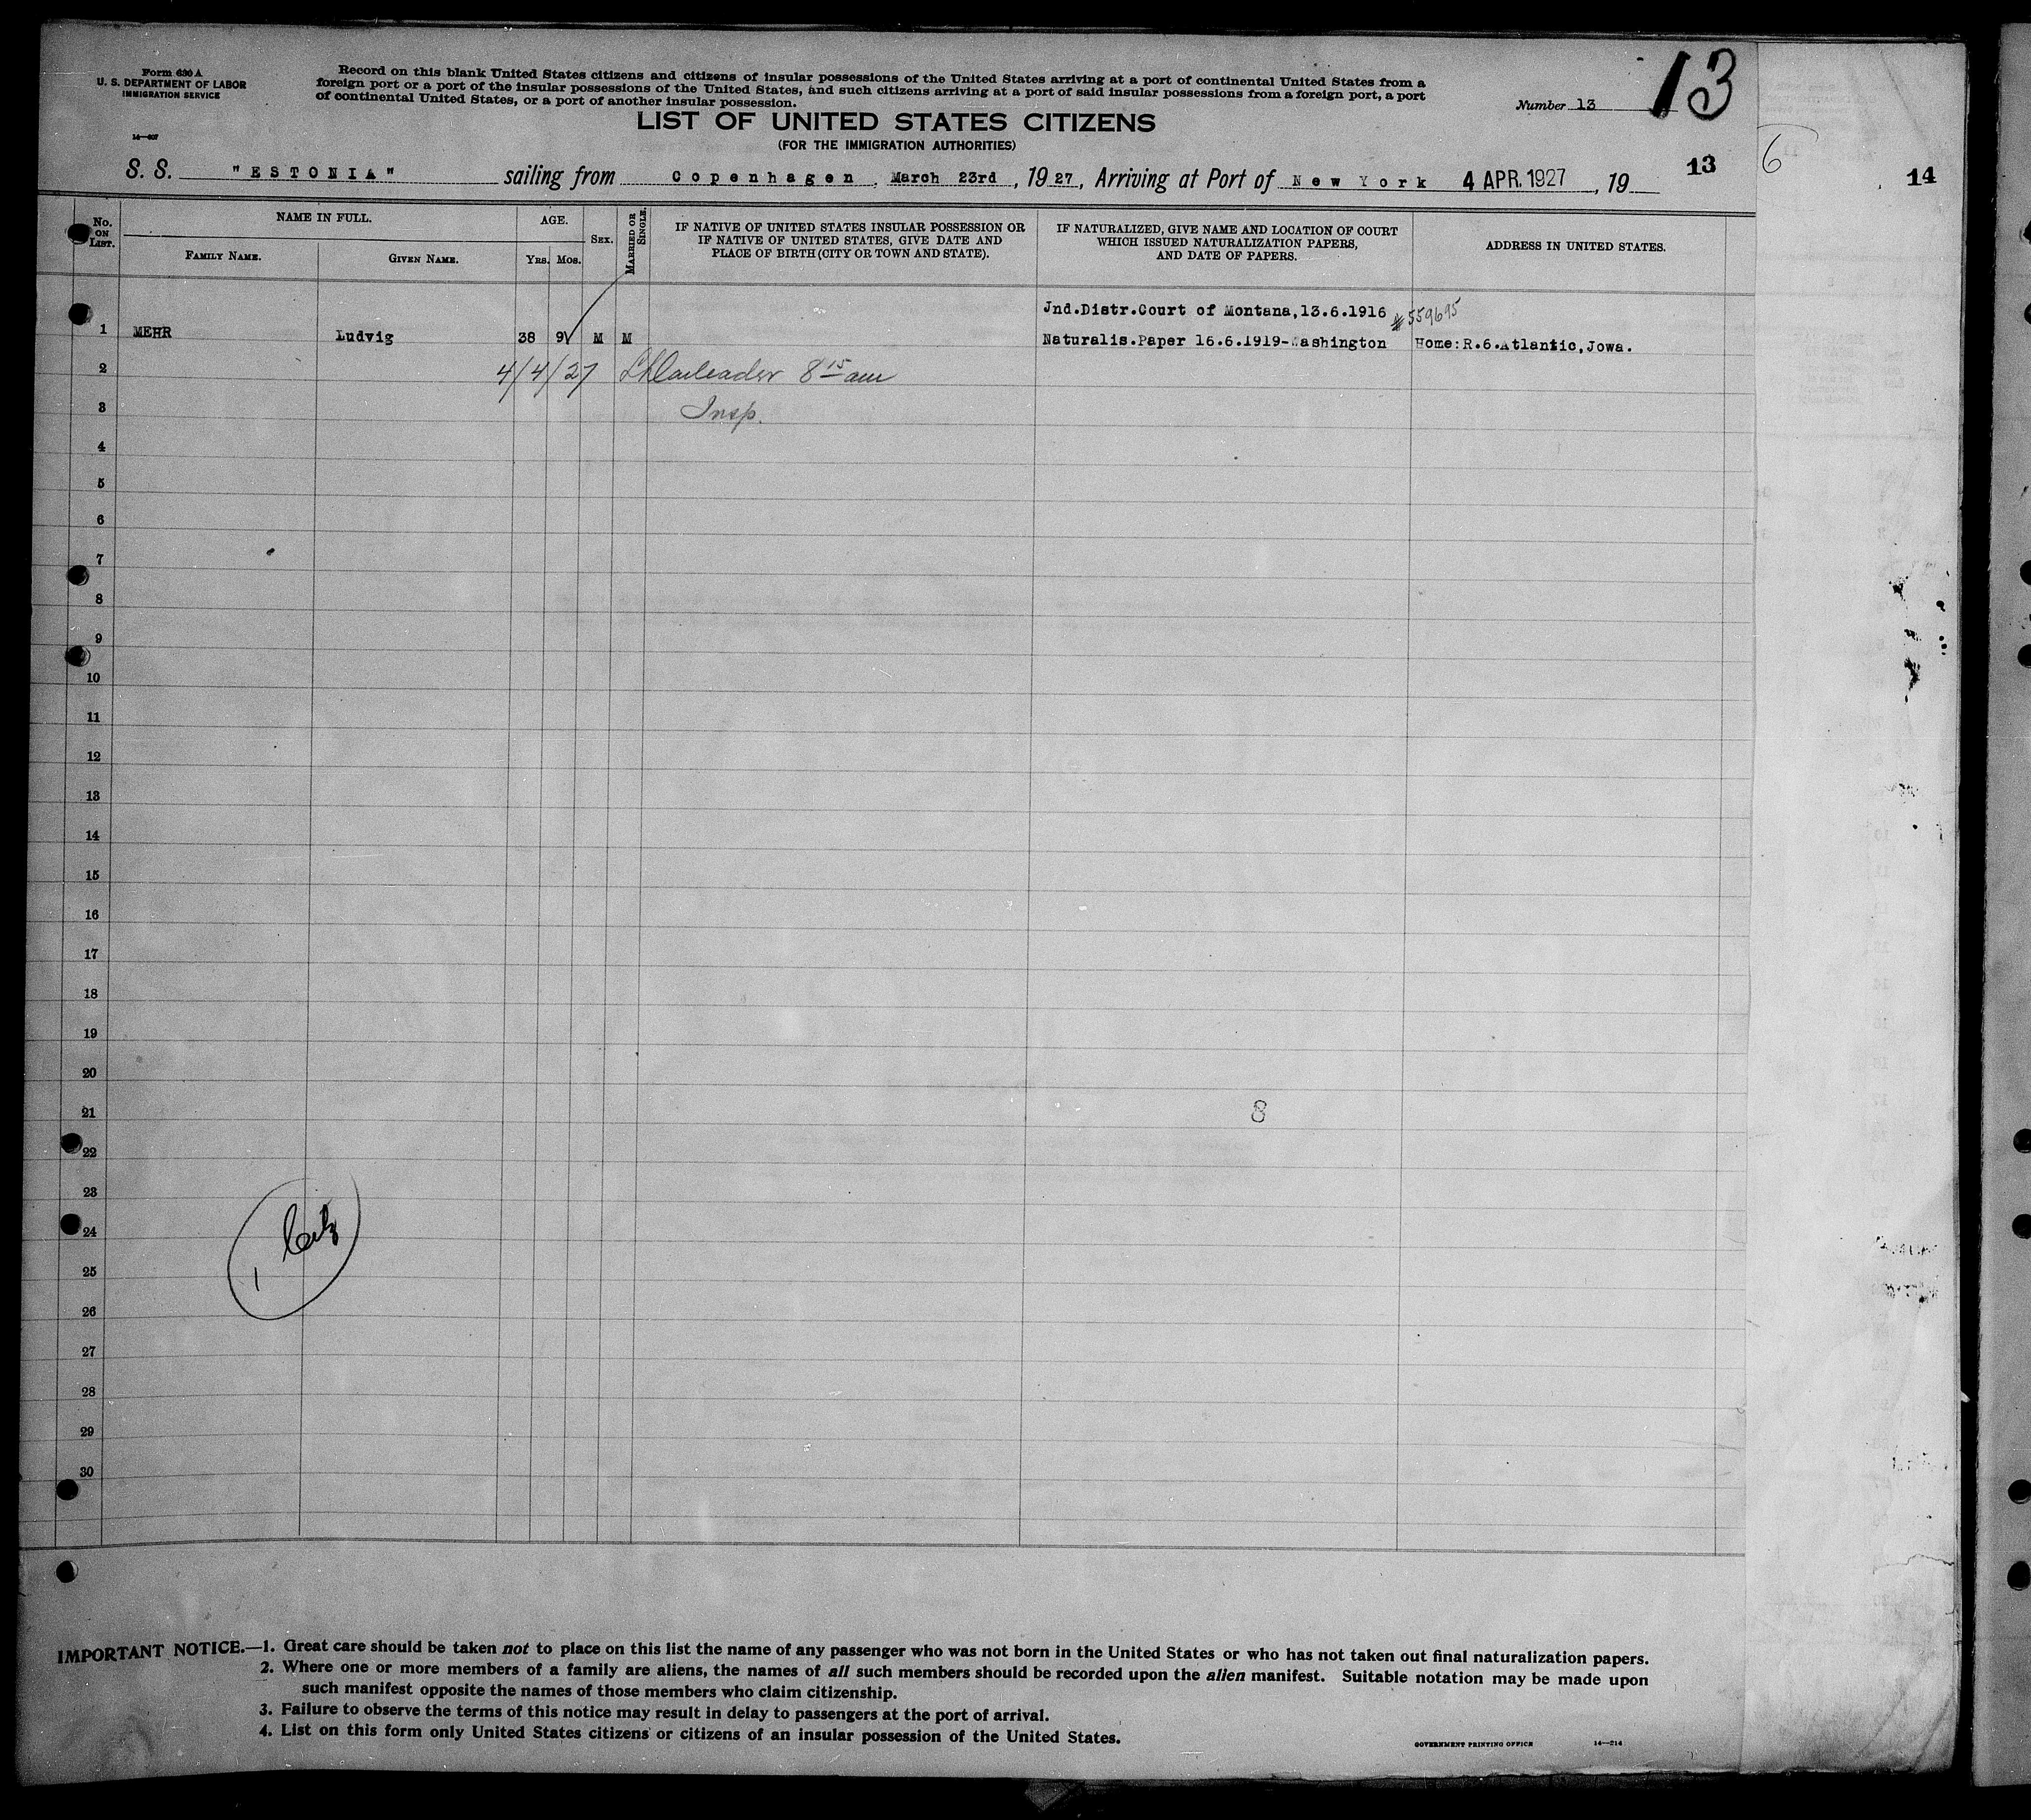 Form 630 A
U. S. DEPARTMENT OF LABOR
IMMIGRATION SERVICE
14—607
Record on this blank United States citizens and citizens of insular possessions of the United States arriving at a port of continental United States from a
foreign port or a port of the insular possessions of the United States, and such citizens arriving at a port of said insular possessions from a foreign port, a port
of continental United States, or a port of another insular possession.
Number 13
13
LIST OF UNITED STATES CITIZENS
(FOR THE IMMIGRATION AUTHORITIES)
S. S. "ESTONIA" sailing from Copenhagen, March 23rd, 1927, Arriving at Port of New York 4 APR. 1927, 19
13
6
14
No. ON LIST.
NAME IN FULL.
FAMILY NAME.
GIVEN NAME.
AGE.
YRS. MOS.
SEX.
MARRIED OR SINGLE.
IF NATIVE OF UNITED STATES INSULAR POSSESSION OR
IF NATIVE OF UNITED STATES, GIVE DATE AND
PLACE OF BIRTH (CITY OR TOWN AND STATE).
IF NATURALIZED, GIVE NAME AND LOCATION OF COURT
WHICH ISSUED NATURALIZATION PAPERS,
AND DATE OF PAPERS.
ADDRESS IN UNITED STATES.
Jnd.Distr.Court of Montana,13.6.1916 #559695
1 MEHR Ludvig 38 9 M M Naturalis.Paper 16.6.1919-Washington Home:R.6.Atlantic,Jowa.
2 4/4/27 8 15 am
3 Insp.
4
5
6
7
8
9
10
11
12
13
14
15
16
17
18
19
20
21 8
22
23
24 1 Citz
25
26
27
28
29
30
IMPORTANT NOTICE.—1. Great care should be taken not to place on this list the name of any passenger who was not born in the United States or who has not taken out final naturalization papers.
2. Where one or more members of a family are aliens, the names of all such members should be recorded upon the alien manifest. Suitable notation may be made upon
such manifest opposite the names of those members who claim citizenship.
3. Failure to observe the terms of this notice may result in delay to passengers at the port of arrival.
4. List on this form only United States citizens or citizens of an insular possession of the United States.
GOVERNMENT PRINTING OFFICE 14—214